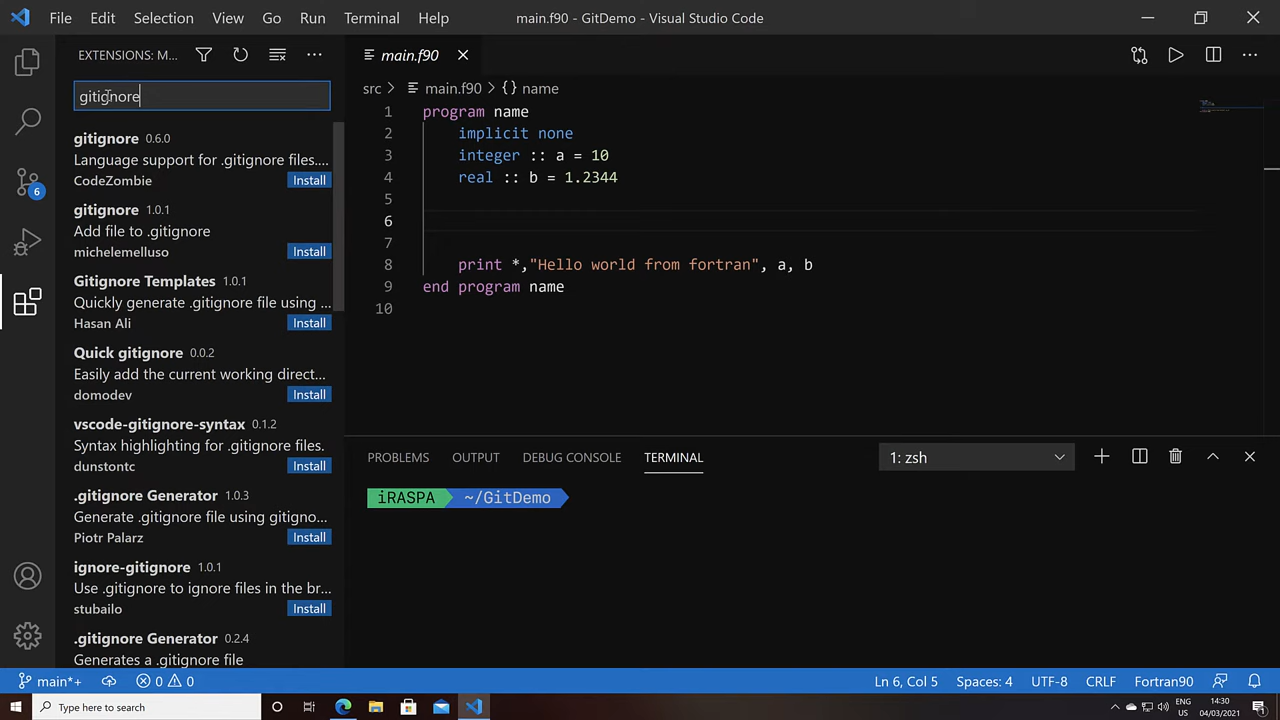 File Edit Selection View Go Run Terminal Help main.f90 - GitDemo - Visual Studio Code
EXTENSIONS: M...
gitignore
gitignore 0.6.0
Language support for .gitignore files....
CodeZombie Install
gitignore 1.0.1
Add file to .gitignore
michelemelluso Install
Gitignore Templates 1.0.1
Quickly generate .gitignore file using ...
Hasan Ali Install
Quick gitignore 0.0.2
Easily add the current working direct...
domodev Install
vscode-gitignore-syntax 0.1.2
Syntax highlighting for .gitignore files.
dunstontc Install
.gitignore Generator 1.0.3
Generate .gitignore file using gitigno...
Piotr Palarz Install
ignore-gitignore 1.0.1
Use .gitignore to ignore files in the br...
stubailo Install
.gitignore Generator 0.2.4
Generates a .gitignore file
6
main.f90
src > main.f90 > {} name
1 program name
2 implicit none
3 integer :: a = 10
4 real :: b = 1.2344
5
6
7
8 print *,"Hello world from fortran", a, b
9 end program name
10
PROBLEMS OUTPUT DEBUG CONSOLE TERMINAL 1: zsh
iRASPA ~/GitDemo
main*+ 0 0 Ln 6, Col 5 Spaces: 4 UTF-8 CRLF Fortran90
Type here to search ENG 14:30
US 04/03/2021
1